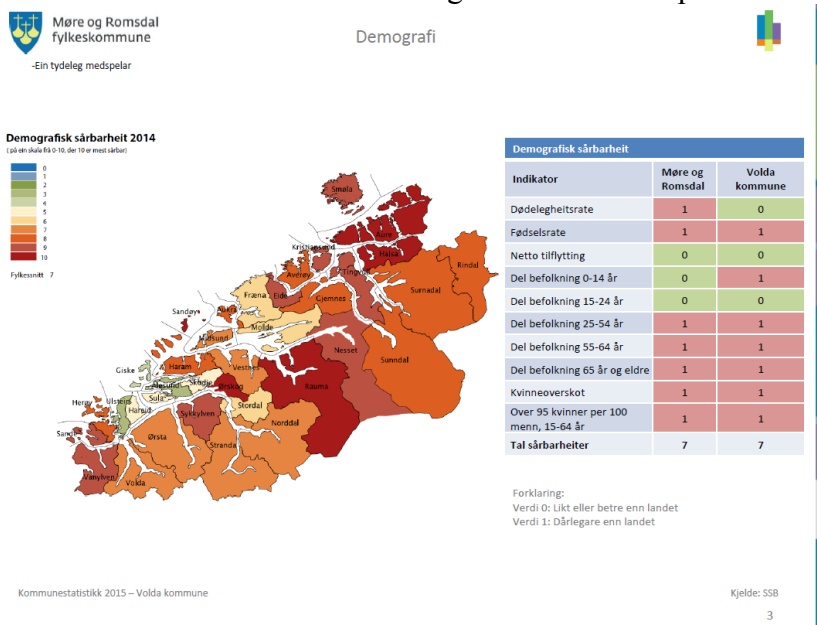 Møre og Romsdal
fylkeskommune
-Ein tydeleg medspelar
Demografi
Demografisk sårbarheit 2014
( på ein skala frå 0-10, der 10 er mest sårbar)
0
1
2
3
4
5
6
7
8
9
10
Fylkessnitt 7
Smøla
Aure
Kristiansund
Halsa
Tingvoll
Averøy
Rindal
Surnadal
Fræna
Eide
Gjemnes
Sandøy
Aukra
Molde
Midsund
Nesset
Sunndal
Giske
Haram
Vestnes
Rauma
Ålesund
Skodje
Ørskog
Herøy
Ulstein
Sula
Hareid
Stordal
Sykkylven
Norddal
Sande
Ørsta
Stranda
Vanylven
Volda
Demografisk sårbarheit
Indikator Møre og Romsdal Volda kommune
Dødelegheitsrate 1 0
Fødselsrate 1 1
Netto tilflytting 0 0
Del befolkning 0-14 år 0 1
Del befolkning 15-24 år 0 0
Del befolkning 25-54 år 1 1
Del befolkning 55-64 år 1 1
Del befolkning 65 år og eldre 1 1
Kvinneoverskot 1 1
Over 95 kvinner per 100
menn, 15-64 år 1 1
Tal sårbarheiter 7 7
Forklaring:
Verdi 0: Likt eller betre enn landet
Verdi 1: Dårlegare enn landet
Kommunestatistikk 2015 – Volda kommune
Kjelde: SSB
3